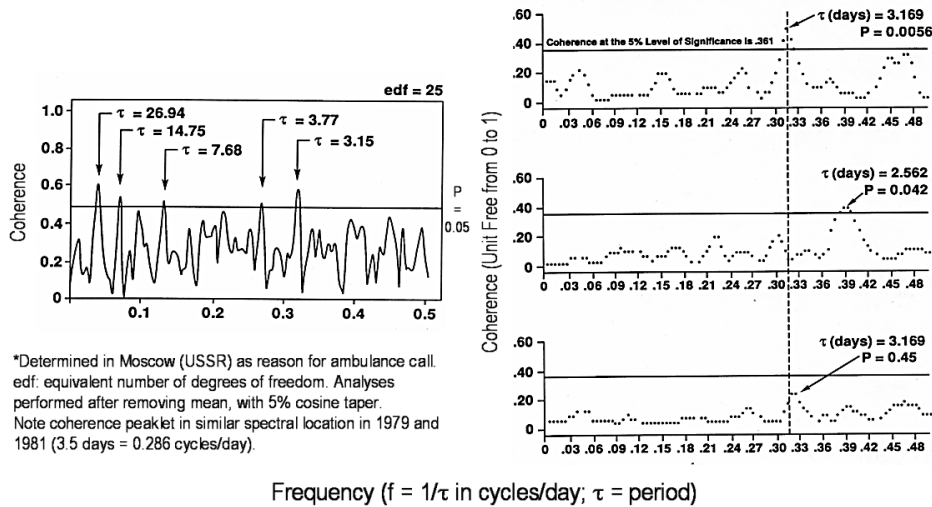 edf = 25
1.0
0.8
0.6
0.4
0.2
0
Coherence
τ = 26.94
τ = 14.75
τ = 7.68
τ = 3.77
τ = 3.15
P
=
0.05
0.1 0.2 0.3 0.4 0.5
*Determined in Moscow (USSR) as reason for ambulance call.
edf: equivalent number of degrees of freedom. Analyses
performed after removing mean, with 5% cosine taper.
Note coherence peaklet in similar spectral location in 1979 and
1981 (3.5 days = 0.286 cycles/day).
Coherence (Unit Free from 0 to 1)
.60
.40
.20
0
τ (days) = 3.169
P = 0.0056
Coherence at the 5% Level of Significance is .361
0 .03 .06 .09 .12 .15 .18 .21 .24 .27 .30 .33 .36 .39 .42 .45 .48
.60
.40
.20
0
τ (days) = 2.562
P = 0.042
0 .03 .06 .09 .12 .15 .18 .21 .24 .27 .30 .33 .36 .39 .42 .45 .48
.60
.40
.20
0
τ (days) = 3.169
P = 0.45
0 .03 .06 .09 .12 .15 .18 .21 .24 .27 .30 .33 .36 .39 .42 .45 .48
Frequency (f = 1/τ in cycles/day; τ = period)